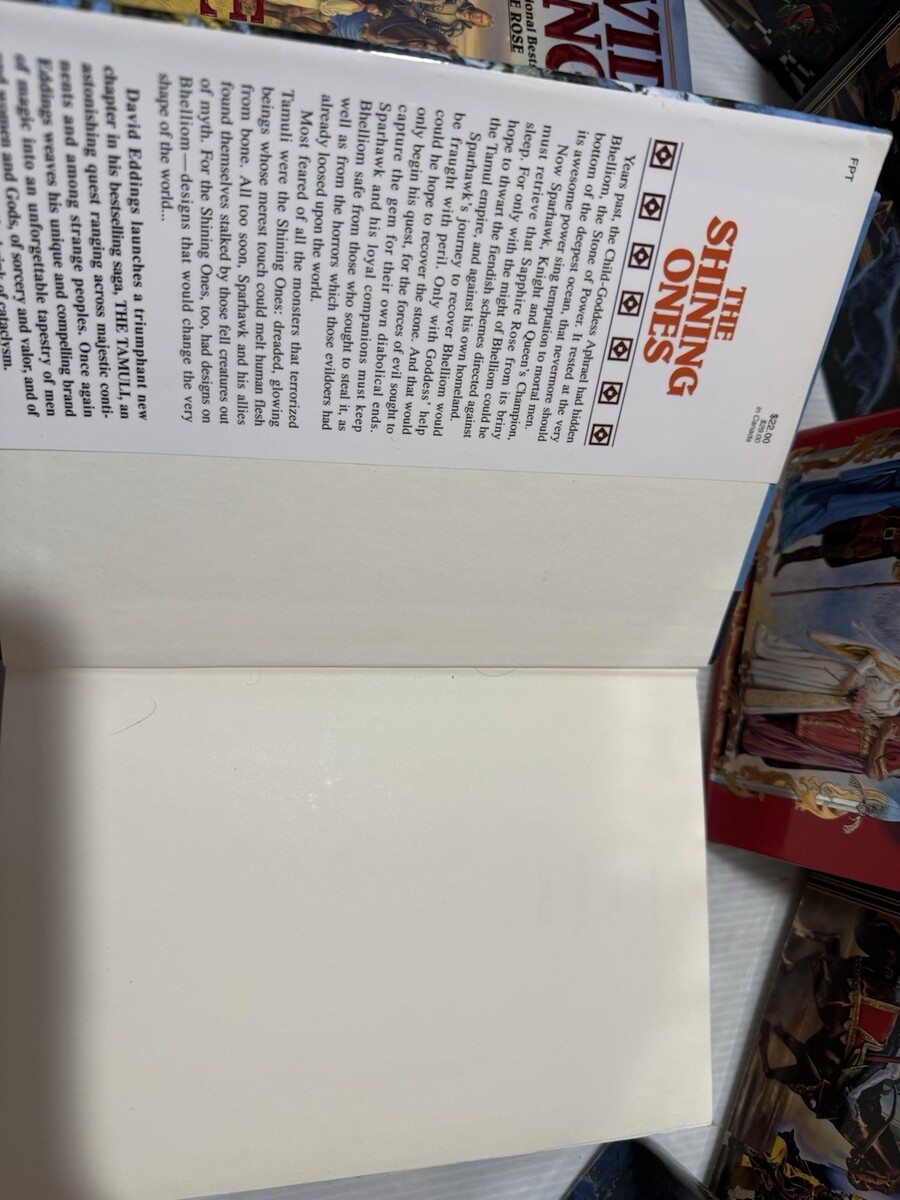 FPT
$22.00
$29.00
in Canada
THE
SHINING
ONES
Years past, the Child-Goddess Aphrael had hidden
Bhelliom, the Stone of Power. It rested at the very
bottom of the deepest ocean, that nevermore should
its awesome power sing temptation to mortal men.
Now Sparhawk, Knight and Queen's Champion,
must retrieve that Sapphire Rose from its briny
sleep. For only with the might of Bhelliom could he
hope to thwart the fiendish schemes directed against
the Tamul empire, and against his own homeland.
Sparhawk's journey to recover Bhelliom would
be fraught with peril. Only with Goddess' help
could he hope to recover the stone. And that would
only begin his quest, for the forces of evil sought to
capture the gem for their own diabolical ends.
Sparhawk and his loyal companions must keep
Bhelliom safe from those who sought to steal it, as
well as from the horrors which those evildoers had
already loosed upon the world.
Most feared of all the monsters that terrorized
Tamuli were the Shining Ones: dreaded, glowing
beings whose merest touch could melt human flesh
from bone. All too soon, Sparhawk and his allies
found themselves stalked by those fell creatures out
of myth. For the Shining Ones, too, had designs on
Bhelliom—designs that would change the very
shape of the world...
David Eddings launches a triumphant new
chapter in his bestselling saga, THE TAMULI, an
astonishing quest ranging across majestic conti-
nents and among strange peoples. Once again
Eddings weaves his unique and compelling brand
of magic into an unforgettable tapestry of men
and women and Gods, of sorcery and valor, and of
cataclysm.
ional Bests
E ROSE